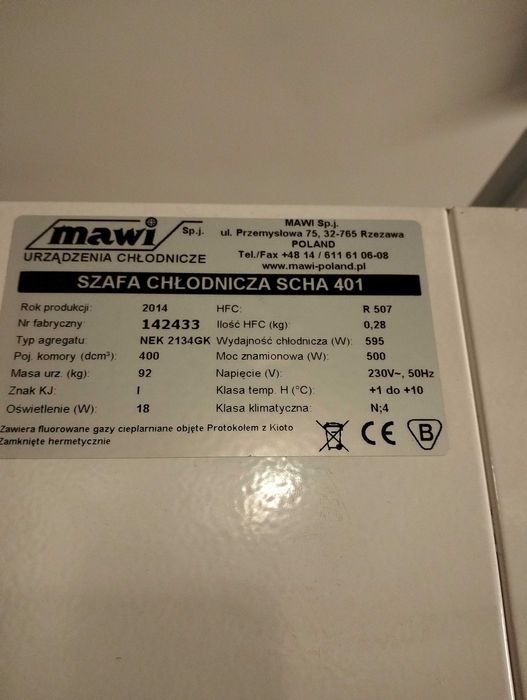 mawi Sp.j.
URZĄDZENIA CHŁODNICZE
MAWI Sp.j.
ul. Przemysłowa 75, 32-765 Rzezawa
POLAND
Tel./Fax +48 14 / 611 61 06-08
www.mawi-poland.pl
SZAFA CHŁODNICZA SCHA 401
Rok produkcji: 2014 HFC: R 507
Nr fabryczny: 142433 Ilość HFC (kg): 0,28
Typ agregatu: NEK 2134GK Wydajność chłodnicza (W): 595
Poj. komory (dcm³): 400 Moc znamionowa (W): 500
Masa urz. (kg): 92 Napięcie (V): 230V~, 50Hz
Znak KJ: I Klasa temp. H (°C): +1 do +10
Oświetlenie (W): 18 Klasa klimatyczna: N;4
Zawiera fluorowane gazy cieplarniane objęte Protokołem z Kioto
Zamknięte hermetycznie
CE B